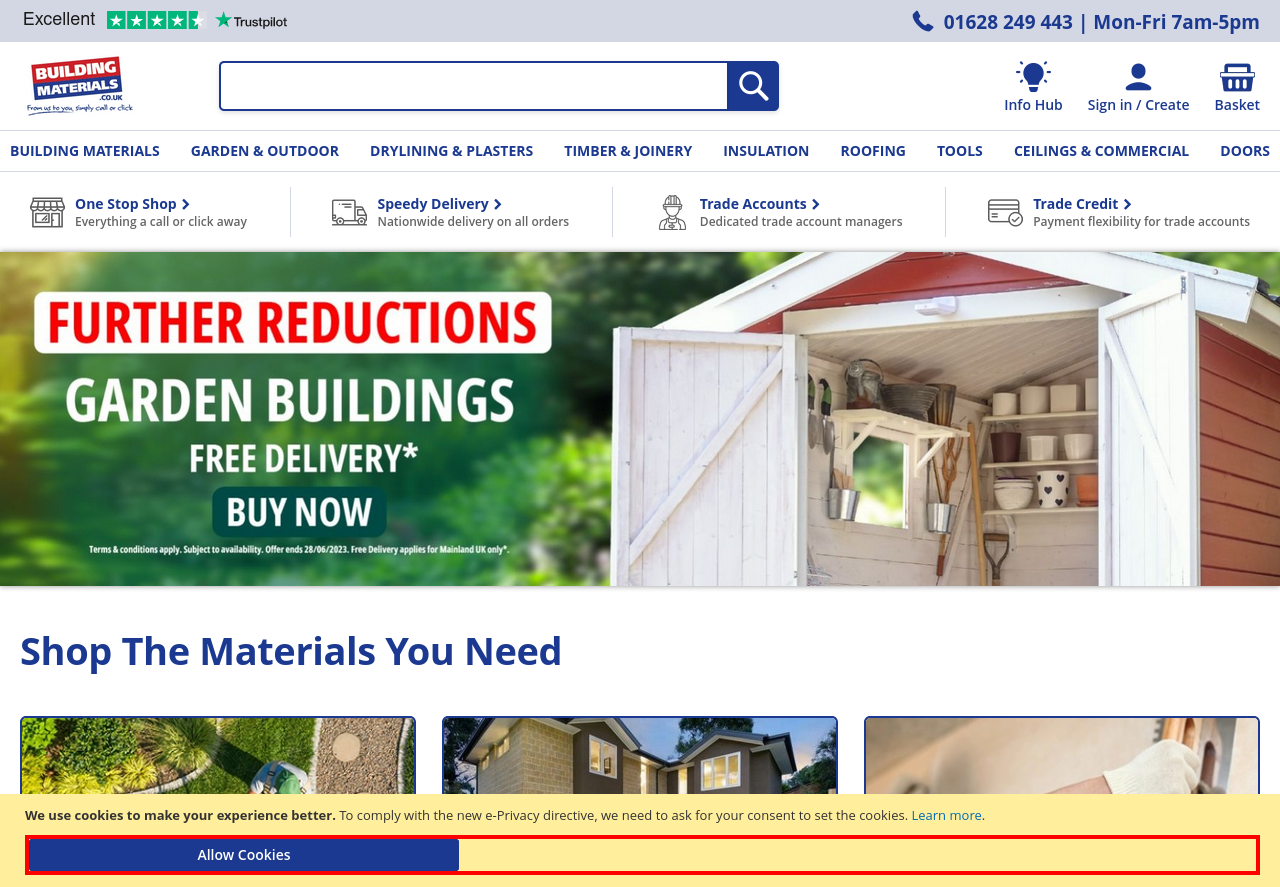 Excellent
Trustpilot
01628 249 443 | Mon-Fri 7am-5pm
BUILDING
MATERIALS
.CO.UK
From us to you, simply call or click
Info Hub
Sign in / Create
Basket
BUILDING MATERIALS
GARDEN & OUTDOOR
DRYLINING & PLASTERS
TIMBER & JOINERY
INSULATION
ROOFING
TOOLS
CEILINGS & COMMERCIAL
DOORS
One Stop Shop
Everything a call or click away
Speedy Delivery
Nationwide delivery on all orders
Trade Accounts
Dedicated trade account managers
Trade Credit
Payment flexibility for trade accounts
FURTHER REDUCTIONS
GARDEN BUILDINGS
FREE DELIVERY*
BUY NOW
Terms & conditions apply. Subject to availability. Offer ends 28/06/2023. Free Delivery applies for Mainland UK only*.
Shop The Materials You Need
We use cookies to make your experience better. To comply with the new e-Privacy directive, we need to ask for your consent to set the cookies. Learn more.
Allow Cookies